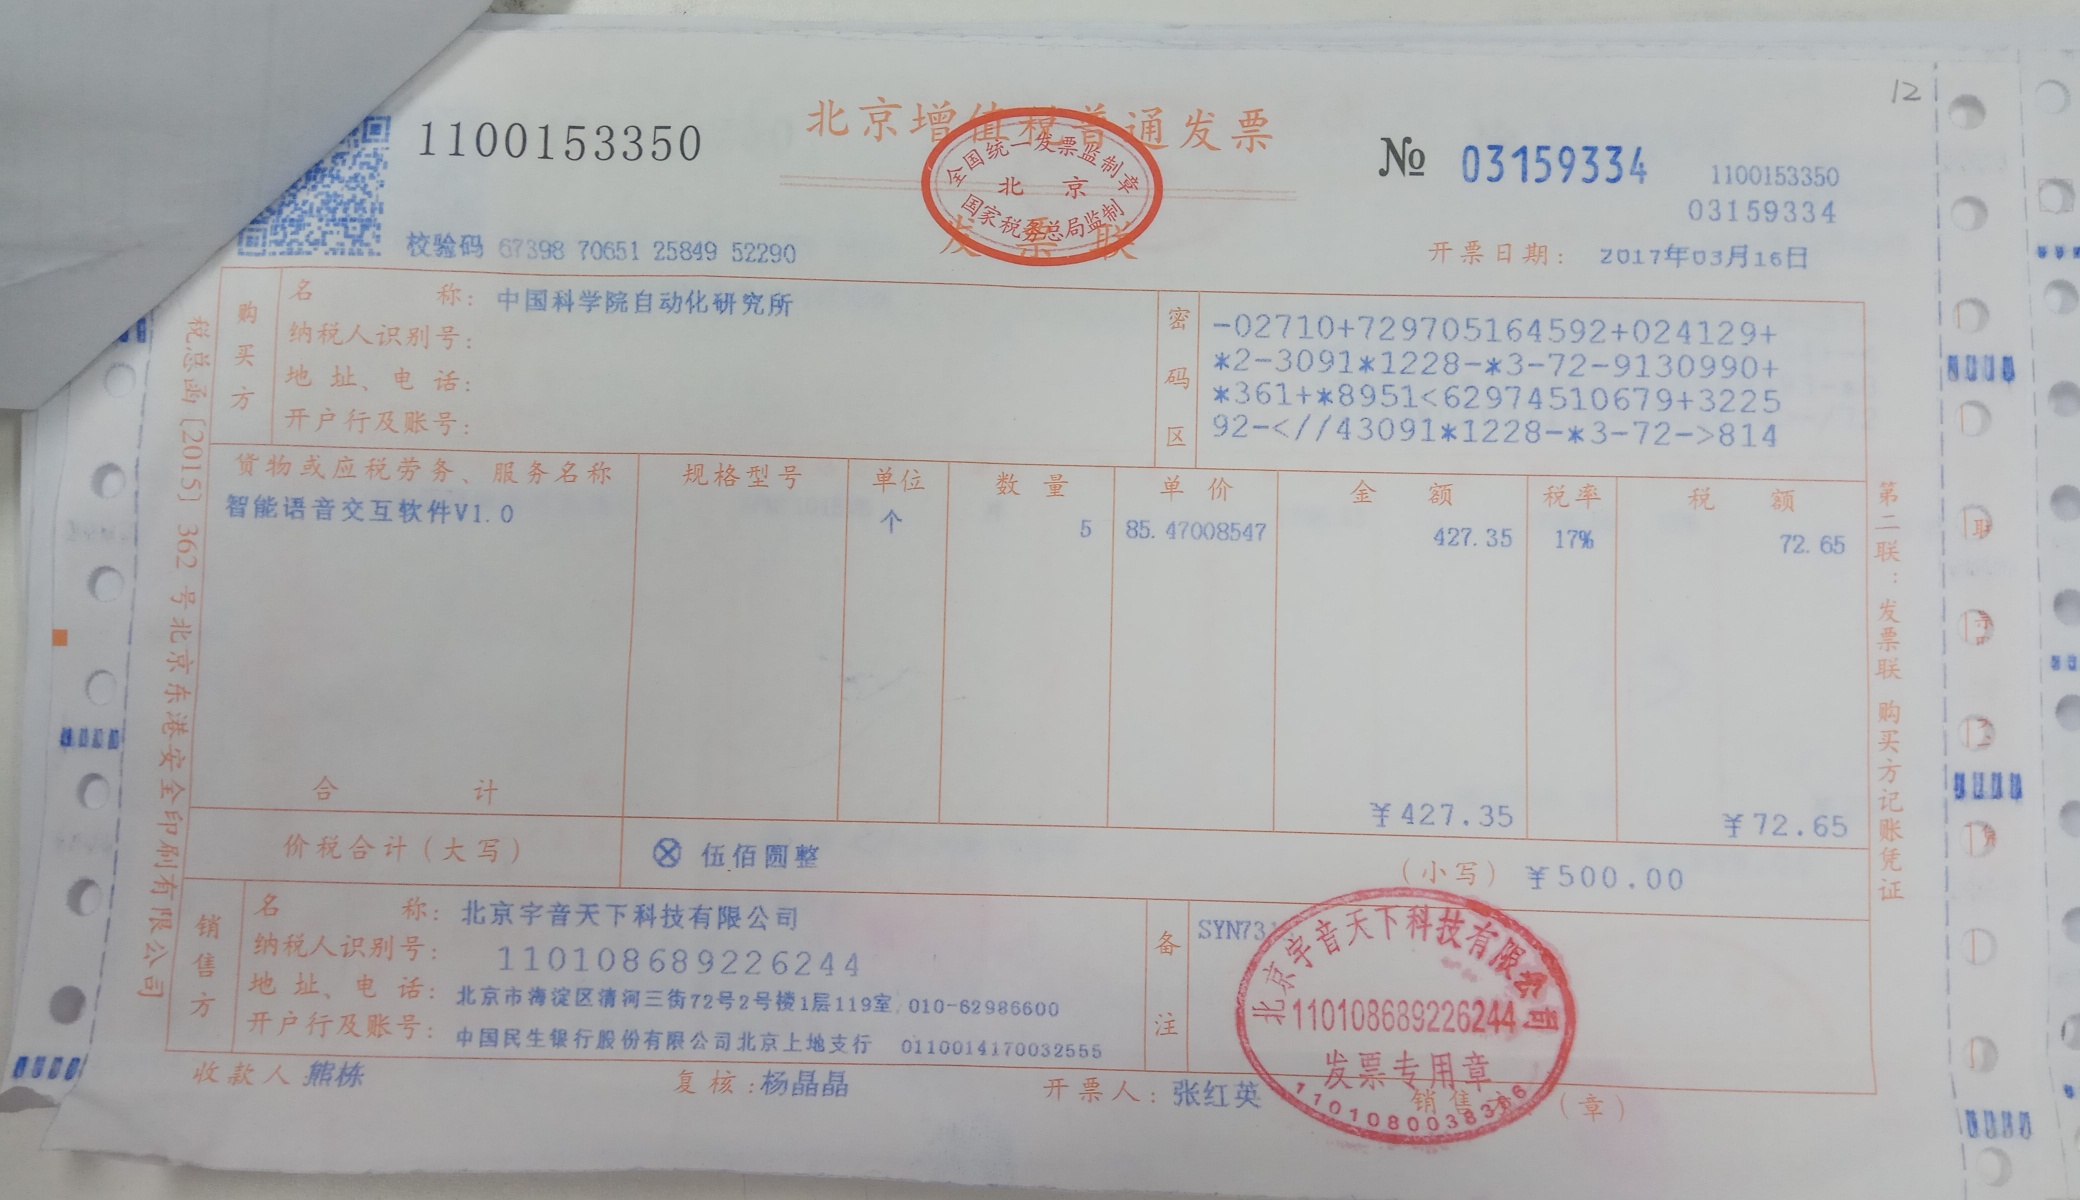 12
1100153350
北京增值税普通发票
全国统一发票监制章
北 京
国家税务总局监制
发票联
№ 03159334
1100153350
03159334
校验码 67398 70651 25849 52290
开票日期: 2017年03月16日
购买方
名 称: 中国科学院自动化研究所
纳税人识别号:
地 址、电 话:
开户行及账号:
密码区
-02710+729705164592+024129+
*2-3091*1228-*3-72-9130990+
*361+*8951<62974510679+3225
92-<//43091*1228-*3-72->814
货物或应税劳务、服务名称 规格型号 单位 数 量 单 价 金 额 税率 税 额
智能语音交互软件V1.0 个 5 85.47008547 427.35 17% 72.65
合 计 ¥427.35 ¥72.65
价税合计(大写) ⊗ 伍佰圆整 (小写) ¥500.00
销售方
名 称: 北京宇音天下科技有限公司
纳税人识别号: 110108689226244
地 址、电 话: 北京市海淀区清河三街72号2号楼1层119室 010-62986600
开户行及账号: 中国民生银行股份有限公司北京上地支行 0110014170032555
备注
SYN731
收款人 熊栋 复核:杨晶晶 开票人: 张红英 销售方 (章)
北京宇音天下科技有限公司
110108689226244
发票专用章
税总函[2015] 362 号北京东港安全印刷有限公司
第二联:发票联 购买方记账凭证